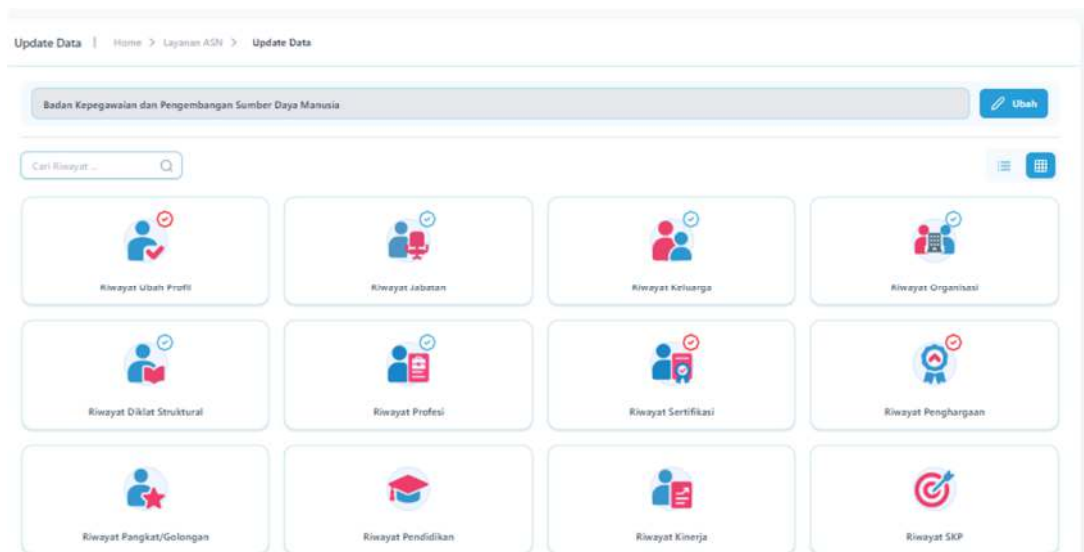 Update Data | Home > Layanan ASN > Update Data
Badan Kepegawaian dan Pengembangan Sumber Daya Manusia
Ubah
Cari Riwayat ...
Riwayat Ubah Profil
Riwayat Jabatan
Riwayat Keluarga
Riwayat Organisasi
Riwayat Diklat Struktural
Riwayat Profesi
Riwayat Sertifikasi
Riwayat Penghargaan
Riwayat Pangkat/Golongan
Riwayat Pendidikan
Riwayat Kinerja
Riwayat SKP